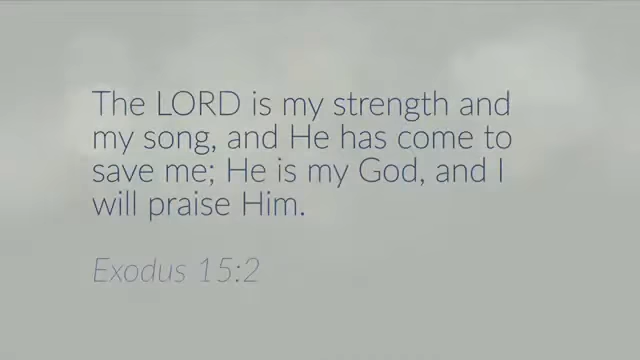 The LORD is my strength and
my song, and He has come to
save me; He is my God, and I
will praise Him.
Exodus 15:2